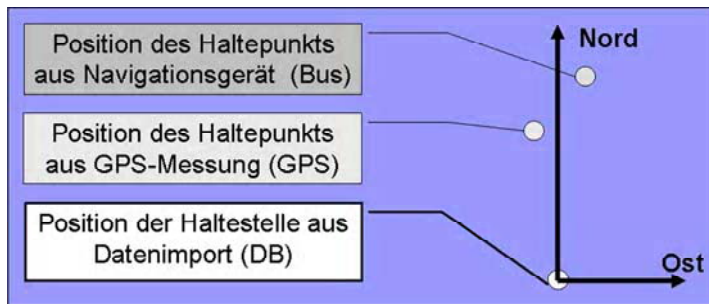 Position des Haltepunkts
aus Navigationsgerät (Bus)
Position des Haltepunkts
aus GPS-Messung (GPS)
Position der Haltestelle aus
Datenimport (DB)
Nord
Ost